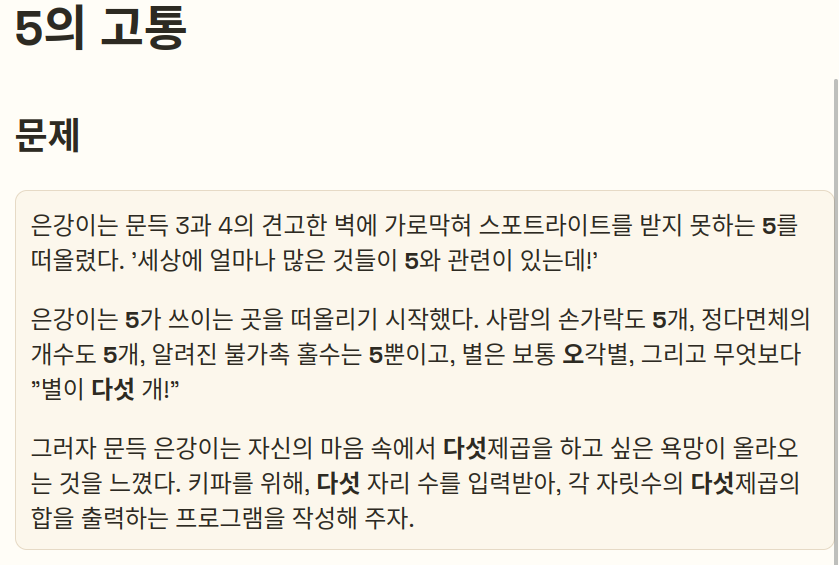 5의 고통
문제
은강이는 문득 3과 4의 견고한 벽에 가로막혀 스포트라이트를 받지 못하는 5를
떠올렸다. ’세상에 얼마나 많은 것들이 5와 관련이 있는데!’
은강이는 5가 쓰이는 곳을 떠올리기 시작했다. 사람의 손가락도 5개, 정다면체의
개수도 5개, 알려진 불가촉 홀수는 5뿐이고, 별은 보통 오각별, 그리고 무엇보다
”별이 다섯 개!”
그러자 문득 은강이는 자신의 마음 속에서 다섯제곱을 하고 싶은 욕망이 올라오
는 것을 느꼈다. 키파를 위해, 다섯 자리 수를 입력받아, 각 자릿수의 다섯제곱의
합을 출력하는 프로그램을 작성해 주자.